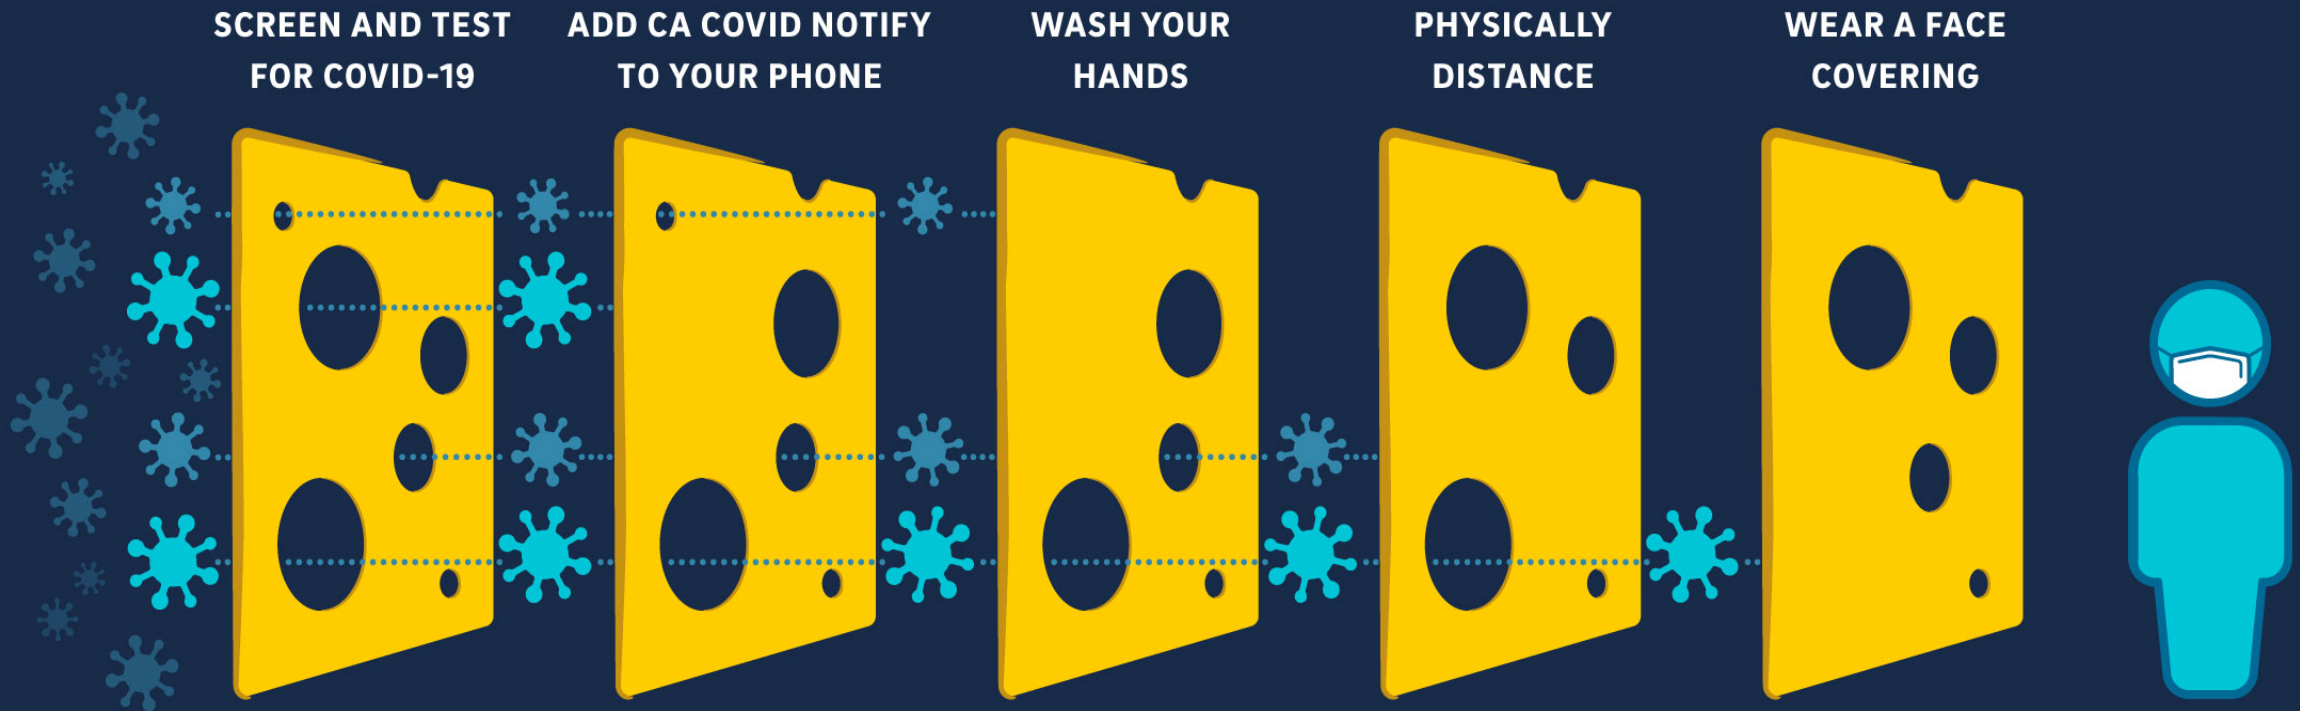 SCREEN AND TEST
FOR COVID-19
ADD CA COVID NOTIFY
TO YOUR PHONE
WASH YOUR
HANDS
PHYSICALLY
DISTANCE
WEAR A FACE
COVERING